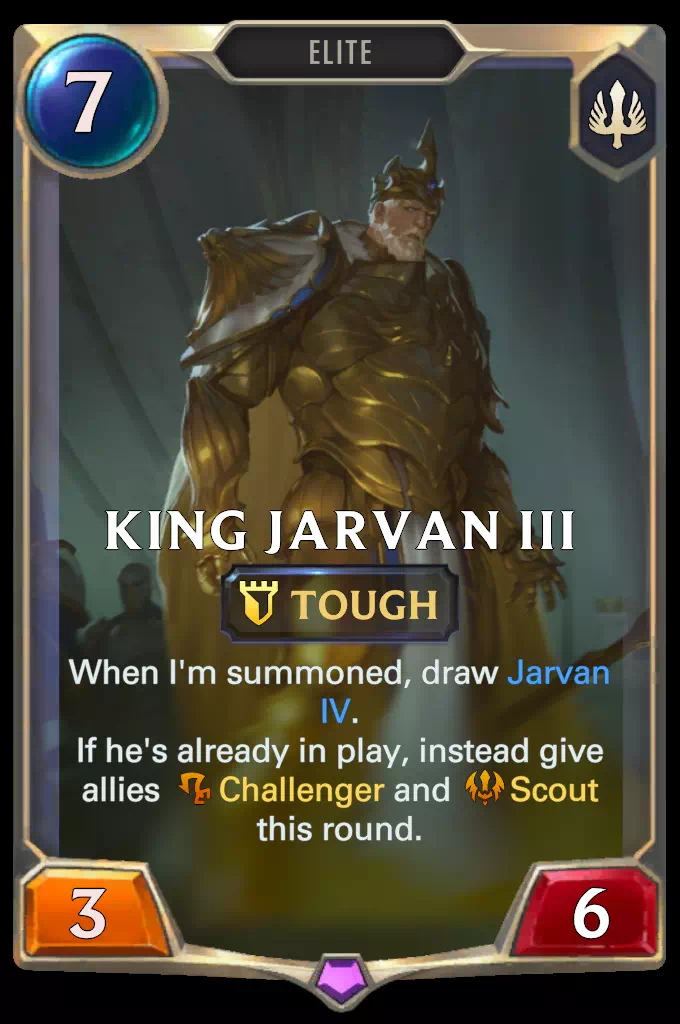 7
ELITE
KING JARVAN III
TOUGH
When I'm summoned, draw Jarvan
IV.
If he's already in play, instead give
allies Challenger and Scout
this round.
3
6